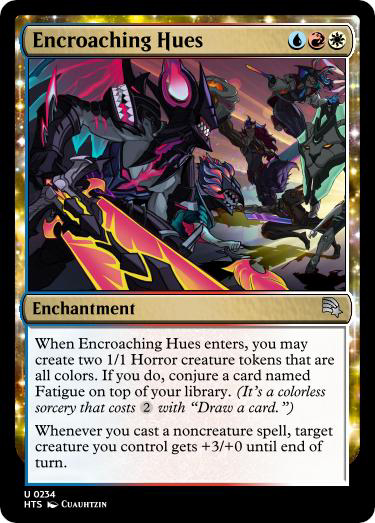 Encroaching Hues
Enchantment
When Encroaching Hues enters, you may
create two 1/1 Horror creature tokens that are
all colors. If you do, conjure a card named
Fatigue on top of your library. (It's a colorless
sorcery that costs 2 with “Draw a card.”)
Whenever you cast a noncreature spell, target
creature you control gets +3/+0 until end of
turn.
U 0234
HTS Cuauhtzin